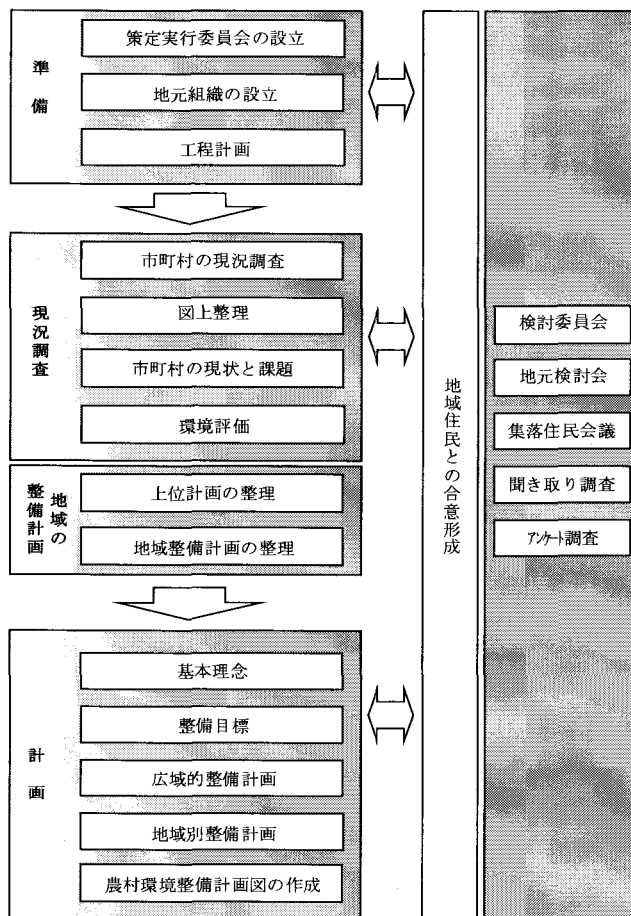 準備
策定実行委員会の設立
地元組織の設立
工程計画
現況調査
市町村の現況調査
図上整理
市町村の現状と課題
環境評価
地域の
整備計画
上位計画の整理
地域整備計画の整理
計画
基本理念
整備目標
広域的整備計画
地域別整備計画
農村環境整備計画図の作成
地域住民との合意形成
検討委員会
地元検討会
集落住民会議
聞き取り調査
アンケート調査